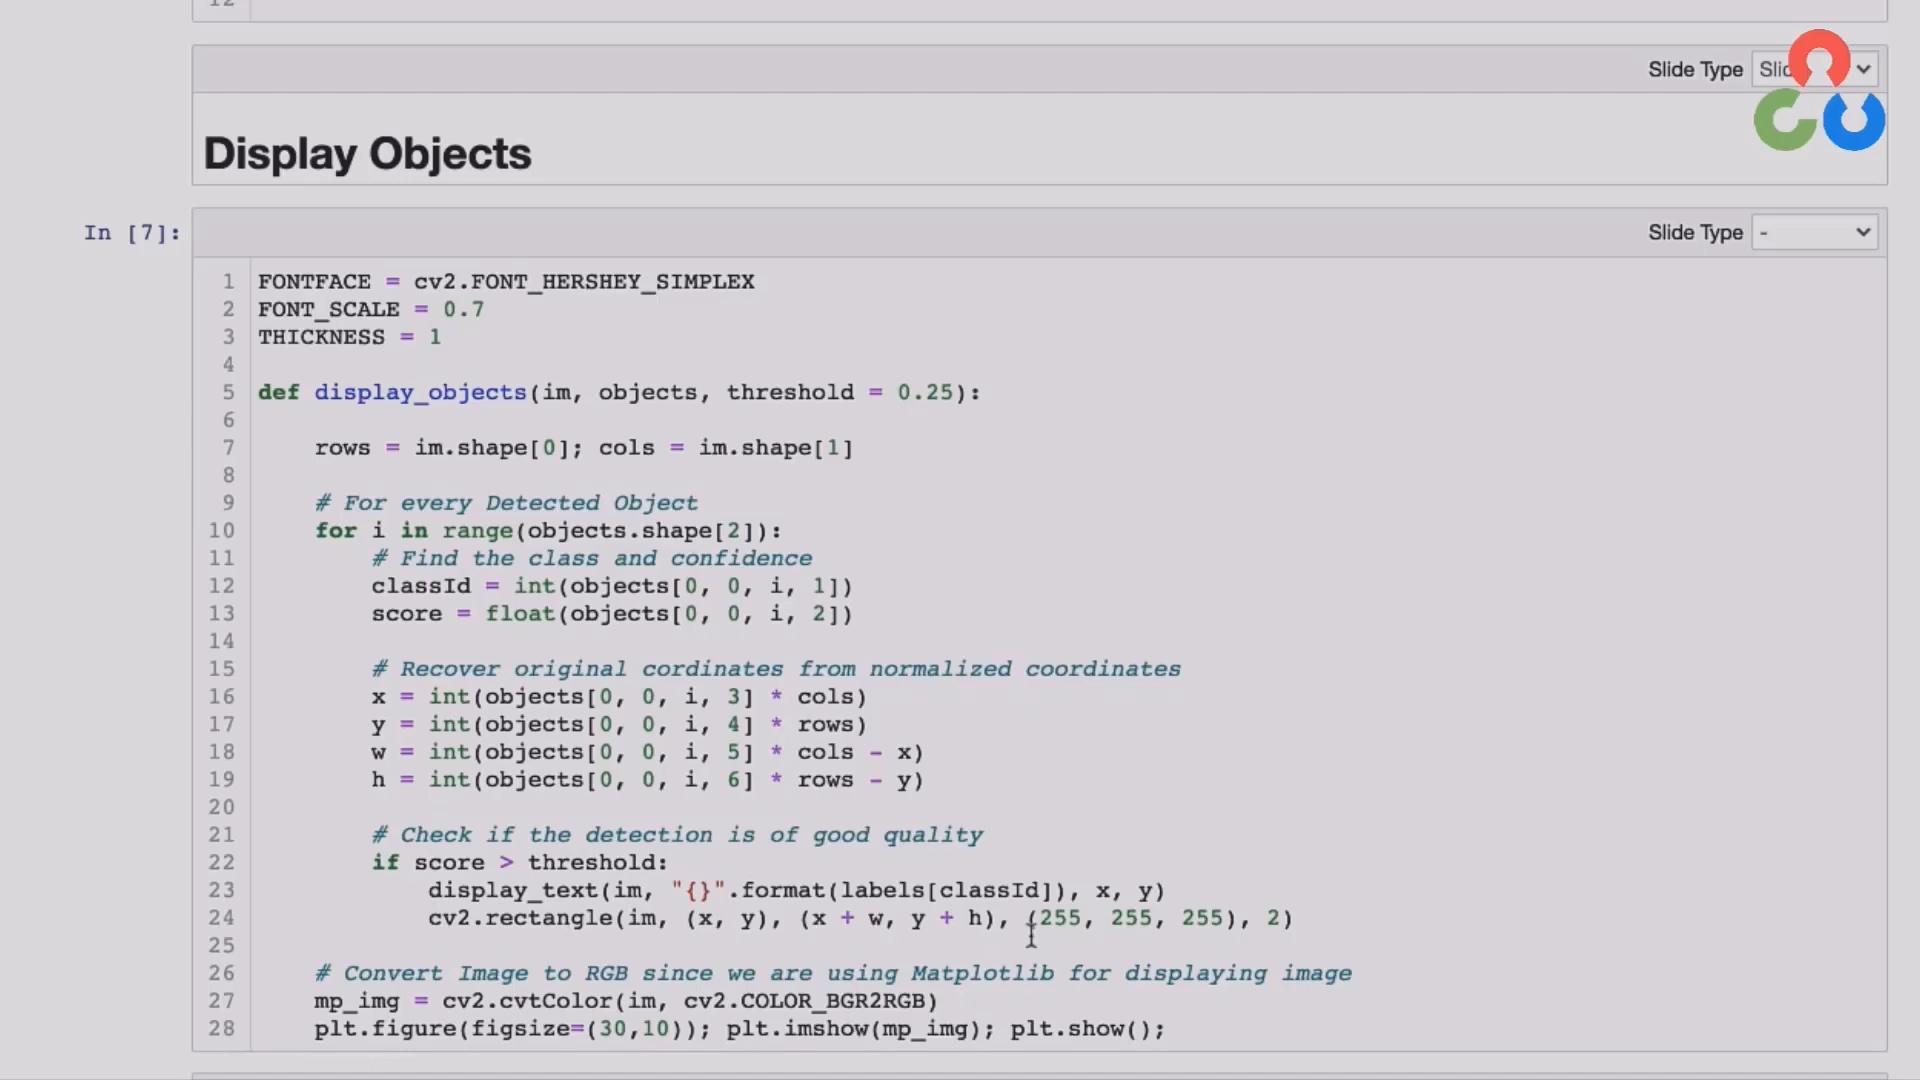 12
Slide Type
Display Objects
In [7]:
Slide Type -
1 FONTFACE = cv2.FONT_HERSHEY_SIMPLEX
2 FONT_SCALE = 0.7
3 THICKNESS = 1
4
5 def display_objects(im, objects, threshold = 0.25):
6
7     rows = im.shape[0]; cols = im.shape[1]
8
9     # For every Detected Object
10     for i in range(objects.shape[2]):
11         # Find the class and confidence
12         classId = int(objects[0, 0, i, 1])
13         score = float(objects[0, 0, i, 2])
14
15         # Recover original cordinates from normalized coordinates
16         x = int(objects[0, 0, i, 3] * cols)
17         y = int(objects[0, 0, i, 4] * rows)
18         w = int(objects[0, 0, i, 5] * cols - x)
19         h = int(objects[0, 0, i, 6] * rows - y)
20
21         # Check if the detection is of good quality
22         if score > threshold:
23             display_text(im, "{}".format(labels[classId]), x, y)
24             cv2.rectangle(im, (x, y), (x + w, y + h), (255, 255, 255), 2)
25
26     # Convert Image to RGB since we are using Matplotlib for displaying image
27     mp_img = cv2.cvtColor(im, cv2.COLOR_BGR2RGB)
28     plt.figure(figsize=(30,10)); plt.imshow(mp_img); plt.show();